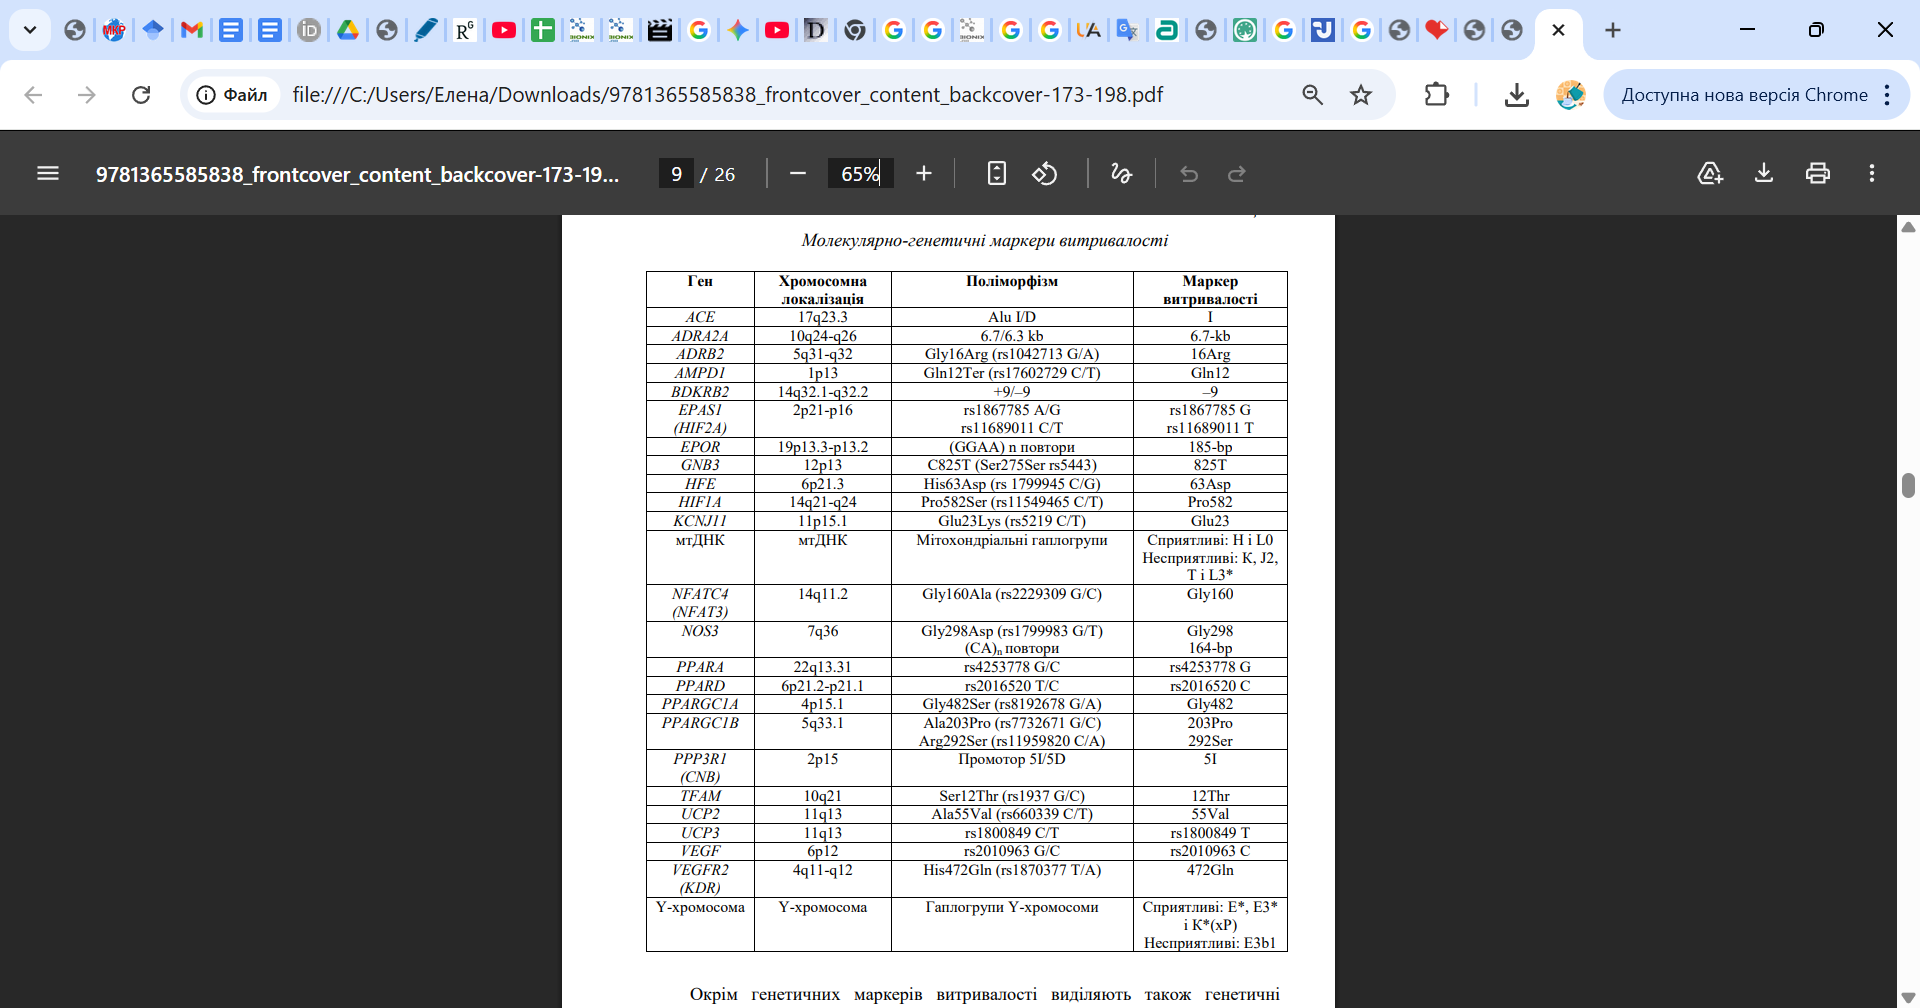 Файл
file:///C:/Users/Елена/Downloads/9781365585838_frontcover_content_backcover-173-198.pdf
Доступна нова версія Chrome
9781365585838_frontcover_content_backcover-173-19...
9 / 26
65%
Молекулярно-генетичні маркери витривалості
Ген Хромосомна локалізація Поліморфізм Маркер витривалості
ACE 17q23.3 Alu I/D I
ADRA2A 10q24-q26 6.7/6.3 kb 6.7-kb
ADRB2 5q31-q32 Gly16Arg (rs1042713 G/A) 16Arg
AMPD1 1p13 Gln12Ter (rs17602729 C/T) Gln12
BDKRB2 14q32.1-q32.2 +9/–9 –9
EPAS1 2p21-p16 rs1867785 A/G rs1867785 G
(HIF2A) rs11689011 C/T rs11689011 T
EPOR 19p13.3-p13.2 (GGAA) n повтори 185-bp
GNB3 12p13 C825T (Ser275Ser rs5443) 825T
HFE 6p21.3 His63Asp (rs 1799945 C/G) 63Asp
HIF1A 14q21-q24 Pro582Ser (rs11549465 C/T) Pro582
KCNJ11 11p15.1 Glu23Lys (rs5219 C/T) Glu23
мтДНК мтДНК Мітохондріальні гаплогрупи Сприятливі: H і L0
Несприятливі: K, J2,
T і L3*
NFATC4 14q11.2 Gly160Ala (rs2229309 G/C) Gly160
(NFAT3)
NOS3 7q36 Gly298Asp (rs1799983 G/T) Gly298
(CA)n повтори 164-bp
PPARA 22q13.31 rs4253778 G/C rs4253778 G
PPARD 6p21.2-p21.1 rs2016520 T/C rs2016520 C
PPARGC1A 4p15.1 Gly482Ser (rs8192678 G/A) Gly482
PPARGC1B 5q33.1 Ala203Pro (rs7732671 G/C) 203Pro
Arg292Ser (rs11959820 C/A) 292Ser
PPP3R1 2p15 Промотор 5I/5D 5I
(CNB)
TFAM 10q21 Ser12Thr (rs1937 G/C) 12Thr
UCP2 11q13 Ala55Val (rs660339 C/T) 55Val
UCP3 11q13 rs1800849 C/T rs1800849 T
VEGF 6p12 rs2010963 G/C rs2010963 C
VEGFR2 4q11-q12 His472Gln (rs1870377 T/A) 472Gln
(KDR)
Y-хромосома Y-хромосома Гаплогрупи Y-хромосоми Сприятливі: E*, E3*
і K*(xP)
Несприятливі: E3b1
Окрім генетичних маркерів витривалості виділяють також генетичні